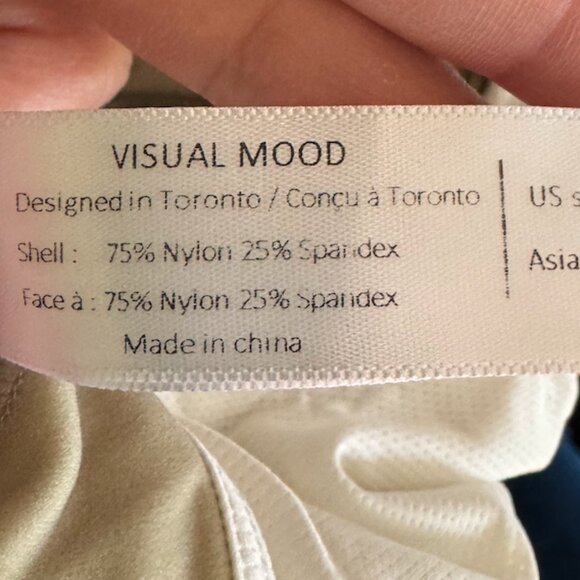 VISUAL MOOD
Designed in Toronto / Conçu à Toronto
Shell : 75% Nylon 25% Spandex
Face à : 75% Nylon 25% Spandex
Made in china
US
Asia